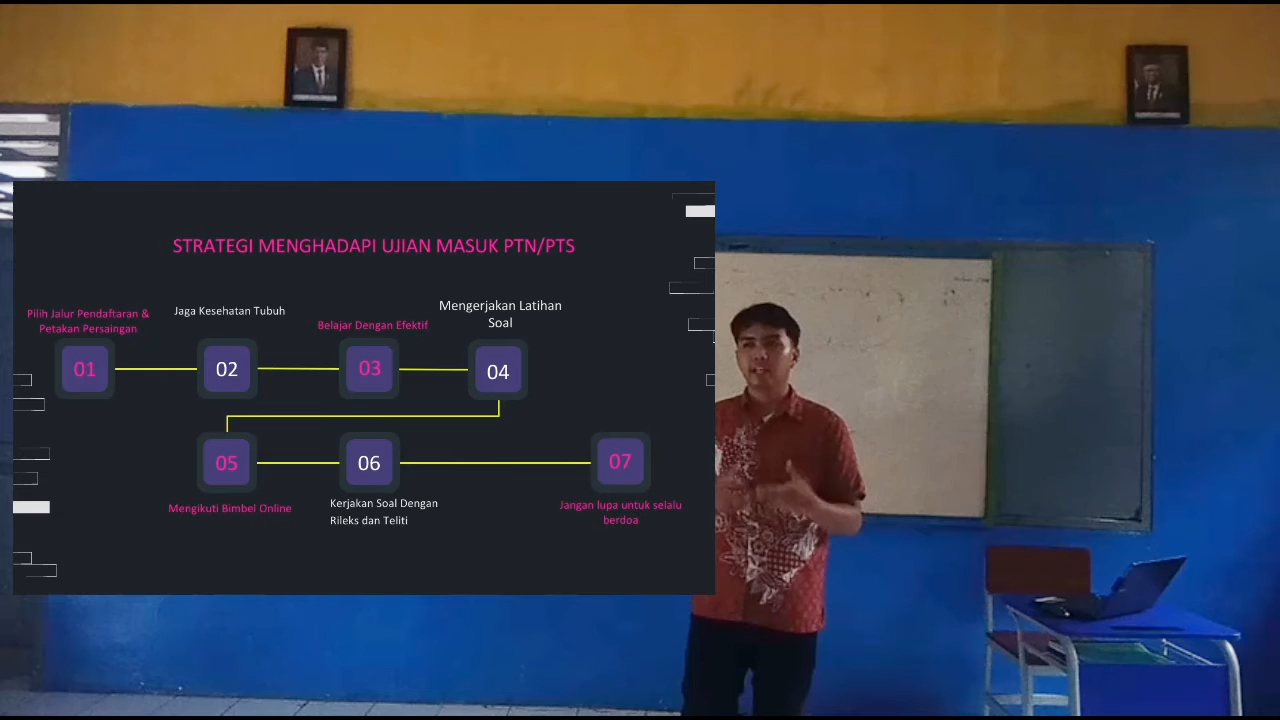 STRATEGI MENGHADAPI UJIAN MASUK PTN/PTS
Pilih Jalur Pendaftaran &
Petakan Persaingan
01
Jaga Kesehatan Tubuh
02
Belajar Dengan Efektif
03
Mengerjakan Latihan
Soal
04
05
Mengikuti Bimbel Online
06
Kerjakan Soal Dengan
Rileks dan Teliti
07
Jangan lupa untuk selalu
berdoa